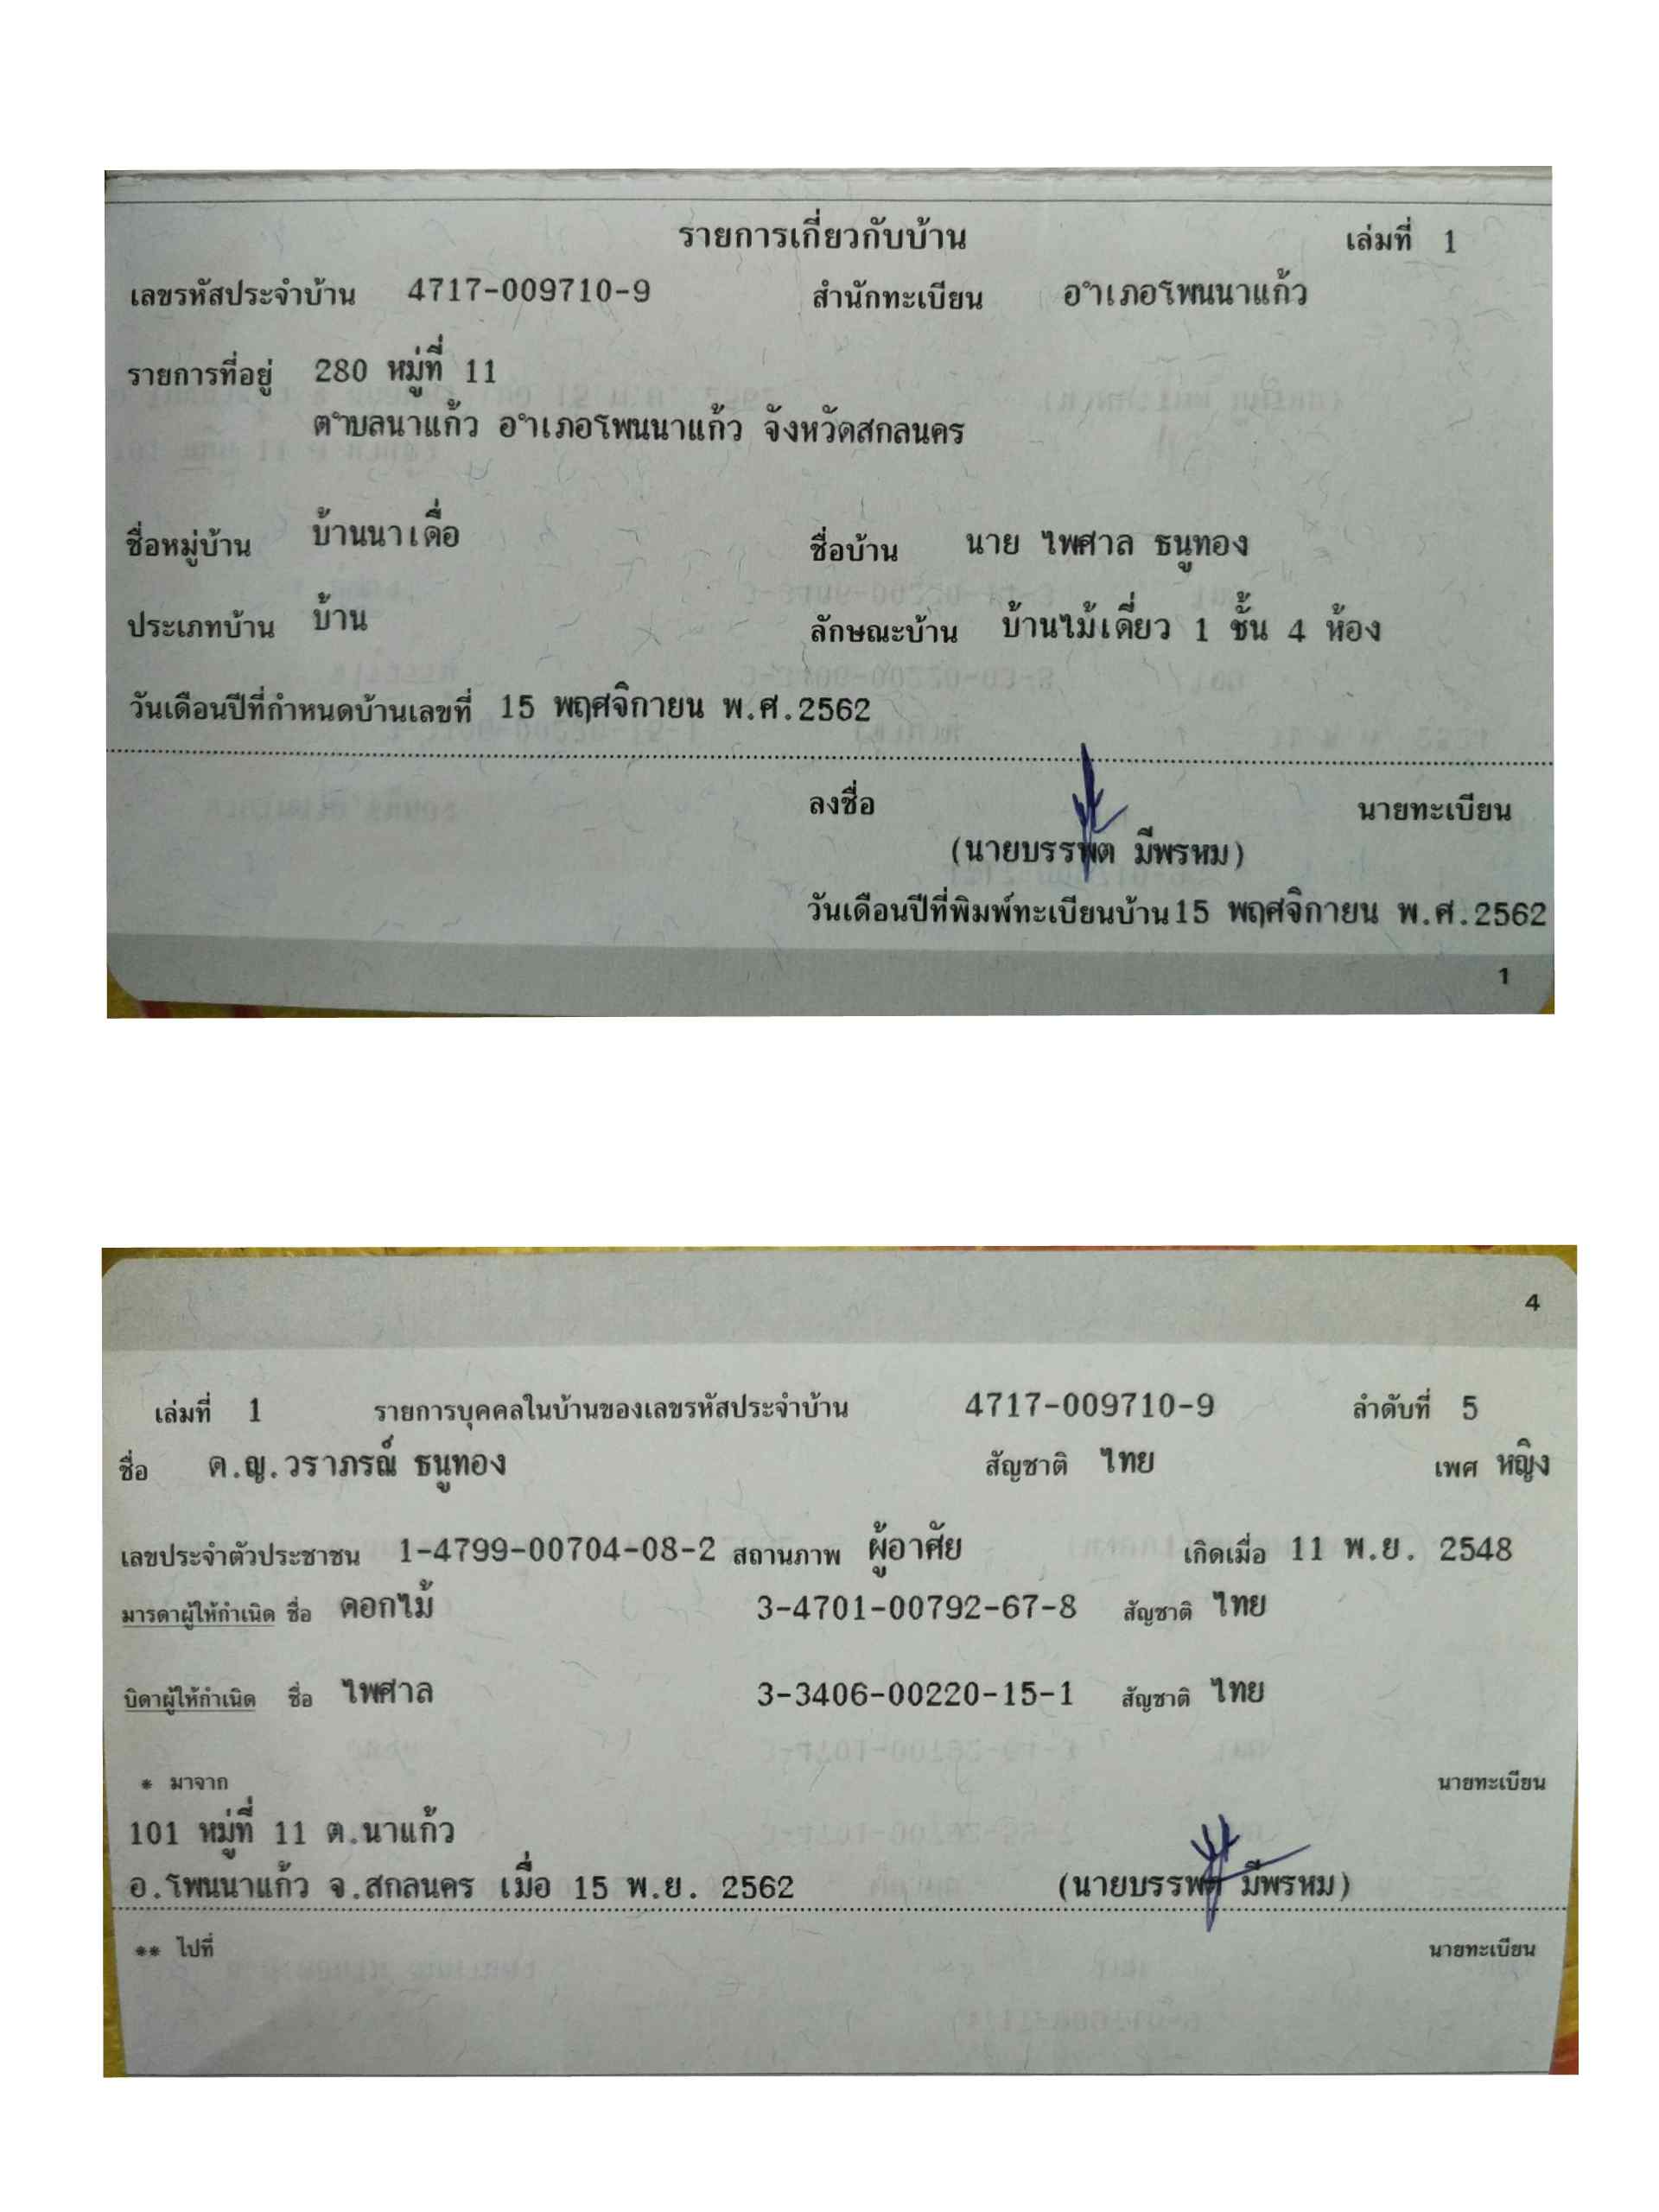 รายการเกี่ยวกับบ้าน เล่มที่ 1
เลขรหัสประจำบ้าน 4717-009710-9 สำนักทะเบียน อำเภอโพนนาแก้ว
รายการที่อยู่ 280 หมู่ที่ 11
ตำบลนาแก้ว อำเภอโพนนาแก้ว จังหวัดสกลนคร
ชื่อหมู่บ้าน บ้านนาเดื่อ ชื่อบ้าน นาย ไพศาล ธนูทอง
ประเภทบ้าน บ้าน ลักษณะบ้าน บ้านไม้เดี่ยว 1 ชั้น 4 ห้อง
วันเดือนปีที่กำหนดบ้านเลขที่ 15 พฤศจิกายน พ.ศ.2562
ลงชื่อ นายทะเบียน
(นายบรรพต มีพรหม)
วันเดือนปีที่พิมพ์ทะเบียนบ้าน 15 พฤศจิกายน พ.ศ.2562
1
4
เล่มที่ 1 รายการบุคคลในบ้านของเลขรหัสประจำบ้าน 4717-009710-9 ลำดับที่ 5
ชื่อ ด.ญ.วราภรณ์ ธนูทอง สัญชาติ ไทย เพศ หญิง
เลขประจำตัวประชาชน 1-4799-00704-08-2 สถานภาพ ผู้อาศัย เกิดเมื่อ 11 พ.ย. 2548
มารดาผู้ให้กำเนิด ชื่อ ดอกไม้ 3-4701-00792-67-8 สัญชาติ ไทย
บิดาผู้ให้กำเนิด ชื่อ ไพศาล 3-3406-00220-15-1 สัญชาติ ไทย
* มาจาก นายทะเบียน
101 หมู่ที่ 11 ต.นาแก้ว
อ.โพนนาแก้ว จ.สกลนคร เมื่อ 15 พ.ย. 2562 (นายบรรพต มีพรหม)
** ไปที่ นายทะเบียน